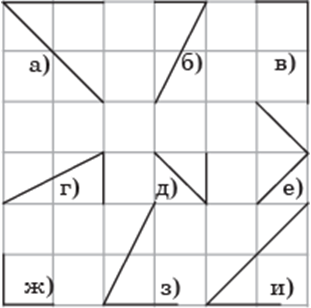 а) б) в)
г) д) е)
ж) з) и)